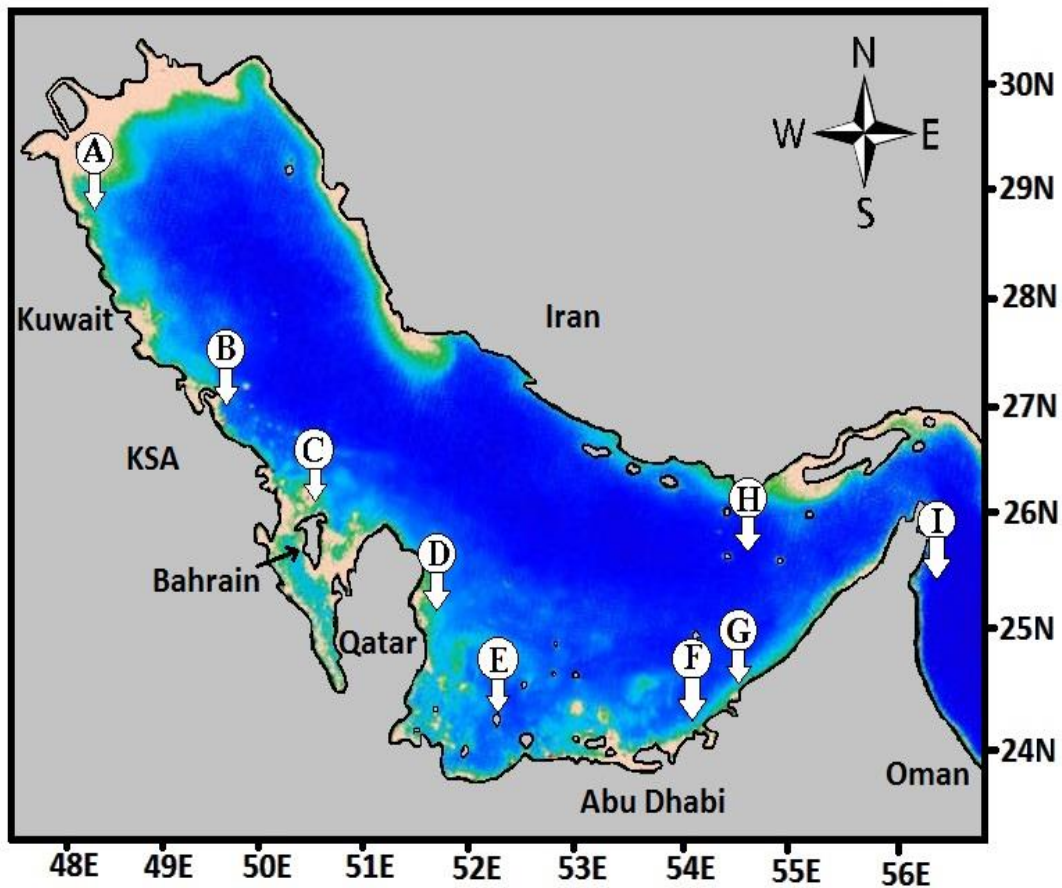 N
30N
W
E
A
29N
S
28N
Kuwait
Iran
B
27N
C
KSA
H
26N
I
D
Bahrain
G
25N
Qatar
E
F
24N
Oman
Abu Dhabi
48E 49E 50E 51E 52E 53E 54E 55E 56E